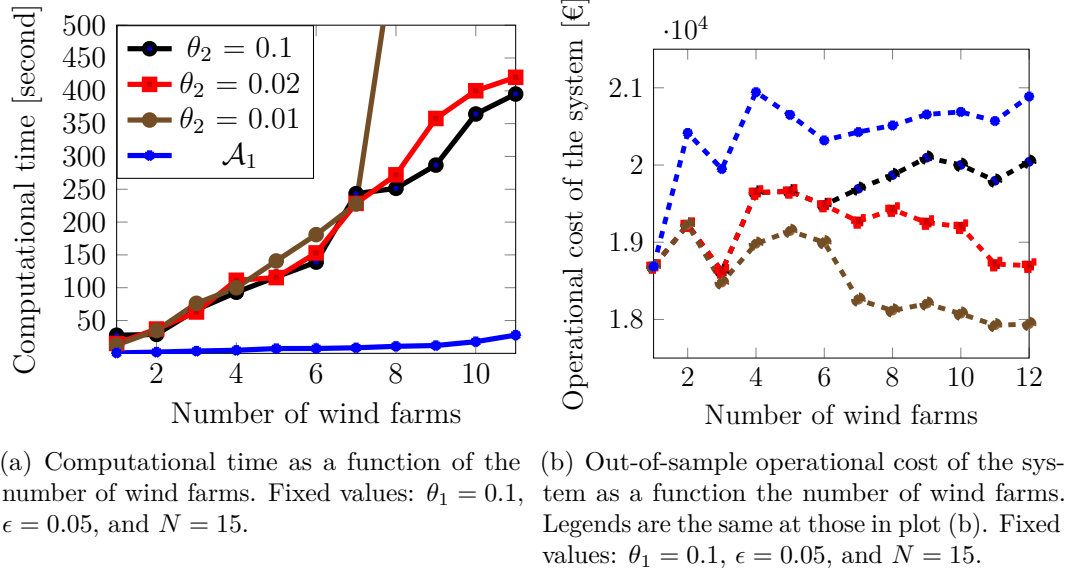 Computational time [second]
500
450
400
350
300
250
200
150
100
50
θ₂ = 0.1
θ₂ = 0.02
θ₂ = 0.01
𝒜₁
2 4 6 8 10
Number of wind farms
Operational cost of the system [€]
·10⁴
2.1
2
1.9
1.8
2 4 6 8 10 12
Number of wind farms
(a) Computational time as a function of the
number of wind farms. Fixed values: θ₁ = 0.1,
ϵ = 0.05, and N = 15.
(b) Out-of-sample operational cost of the sys-
tem as a function the number of wind farms.
Legends are the same at those in plot (b). Fixed
values: θ₁ = 0.1, ϵ = 0.05, and N = 15.